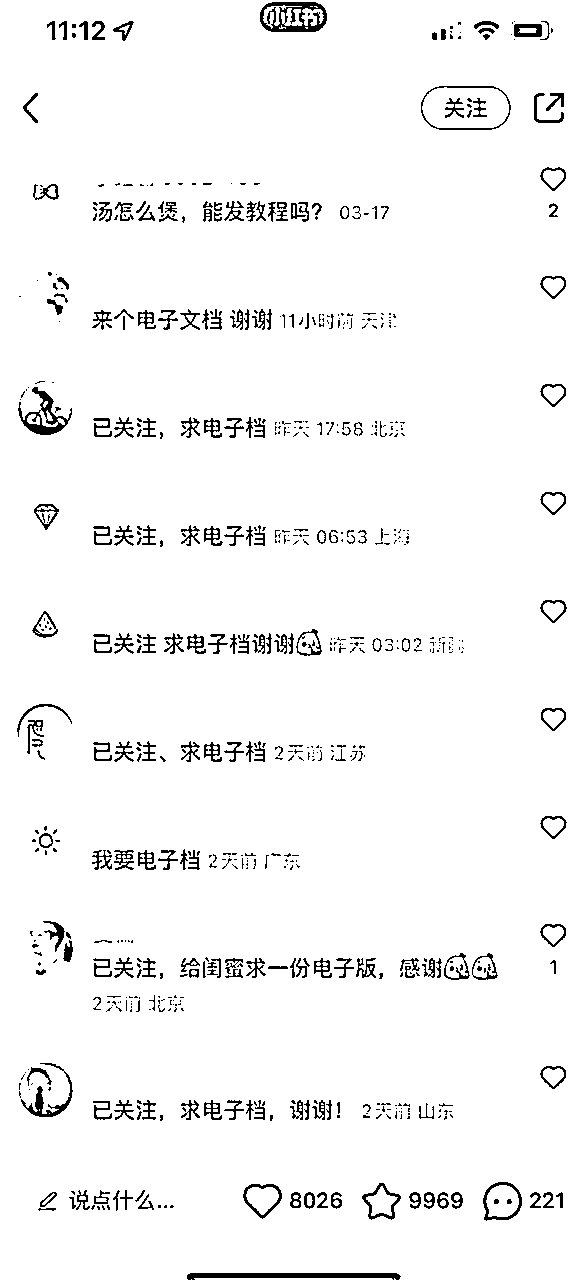 11:12
小红书
关注
汤怎么煲，能发教程吗？ 03-17
2
来个电子文档 谢谢 11小时前 天津
已关注，求电子档 昨天 17:58 北京
已关注，求电子档 昨天 06:53 上海
已关注 求电子档谢谢 昨天 03:02
已关注、求电子档 2天前 江苏
我要电子档 2天前 广东
已关注，给闺蜜求一份电子版，感谢
1
2天前 北京
已关注，求电子档，谢谢！ 2天前 山东
说点什么... 8026 9969 221